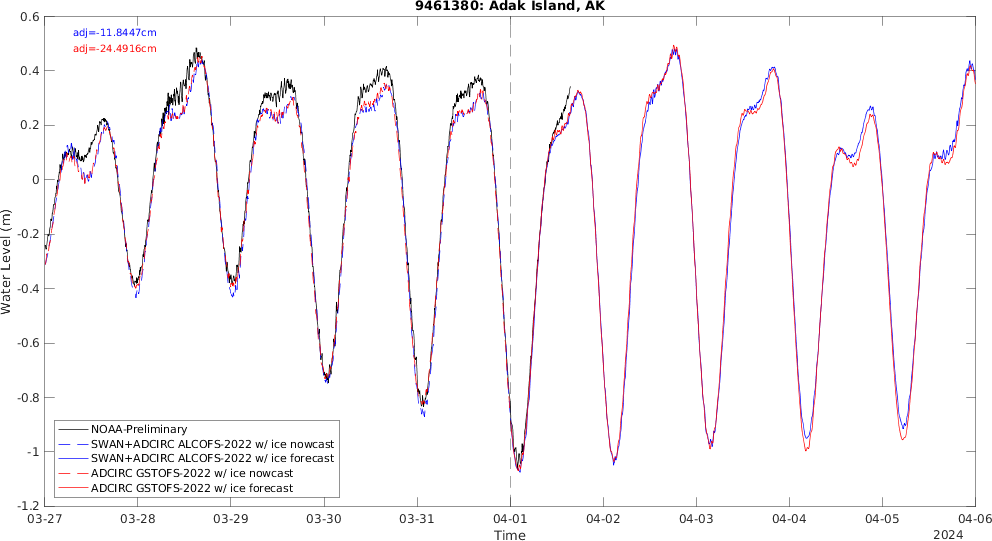 9461380: Adak Island, AK
adj=-11.8447cm
adj=-24.4916cm
0.6
0.4
0.2
0
-0.2
-0.4
-0.6
-0.8
-1
-1.2
Water Level (m)
NOAA-Preliminary
SWAN+ADCIRC ALCOFS-2022 w/ ice nowcast
SWAN+ADCIRC ALCOFS-2022 w/ ice forecast
ADCIRC GSTOFS-2022 w/ ice nowcast
ADCIRC GSTOFS-2022 w/ ice forecast
03-27 03-28 03-29 03-30 03-31 04-01 04-02 04-03 04-04 04-05 04-06
Time
2024